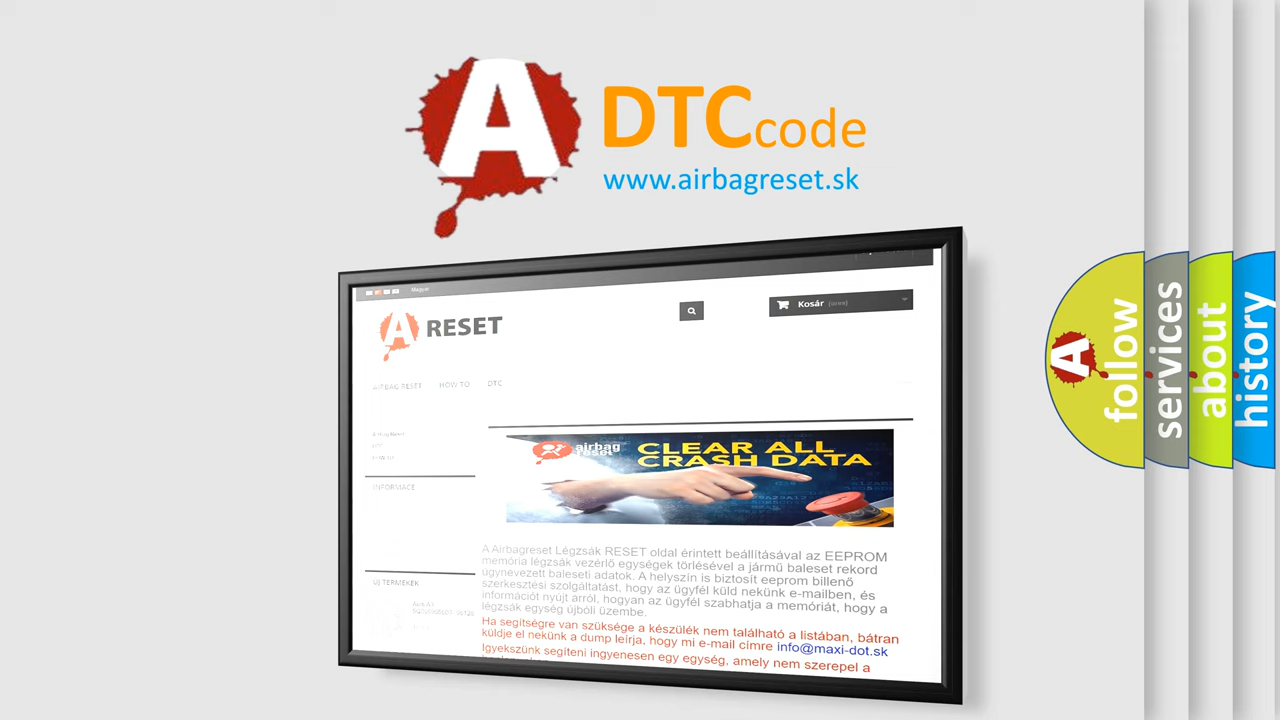 A
DTCcode
www.airbagreset.sk
Magyar
Kosár
A RESET
AIRBAG RESET HOW TO DTC
airbag
reset
CLEAR ALL
CRASH DATA
INFORMACE
A Airbagreset Légzsák RESET oldal érintett beállításával az EEPROM
memória légzsák vezérlő egységek törlésével a jármű baleset rekord
úgynevezett baleseti adatok. A helyszín is biztosít eeprom billenő
szerkesztési szolgáltatást, hogy az ügyfél küld nekünk e-mailben, és
információt nyújt arról, hogyan az ügyfél szabhatja a memóriát, hogy a
légzsák egység újbóli üzembe.
ÚJ TERMÉKEK
Ha segítségre van szüksége a készülék nem található a listában, bátran
küldje el nekünk a dump leírja, hogy mi e-mail címre info@maxi-dot.sk
Igyekszünk segíteni ingyenesen egy egység, amely nem szerepel a
A
follow
services
about
history